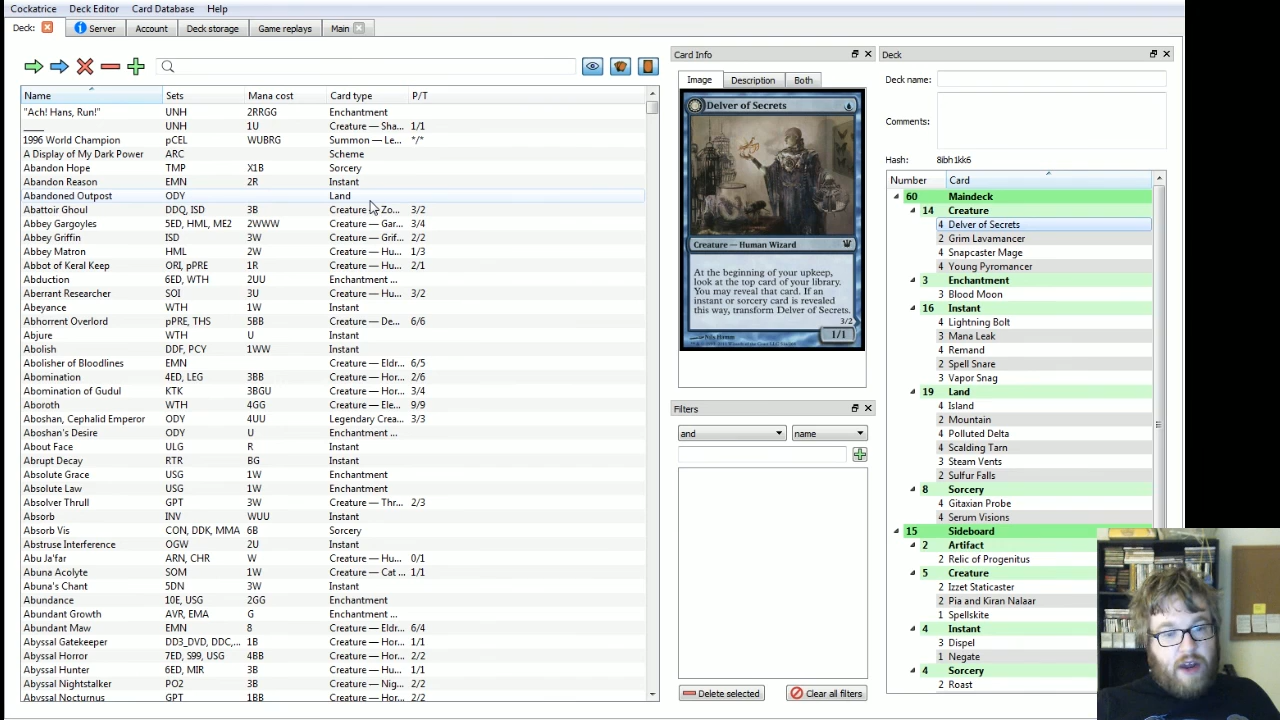 Cockatrice Deck Editor Card Database Help
Deck: Server Account Deck storage Game replays Main
Name Sets Mana cost Card type P/T
"Ach! Hans, Run!" UNH 2RRGG Enchantment
____ UNH 1U Creature — Sha... 1/1
1996 World Champion pCEL WUBRG Summon — Le... */*
A Display of My Dark Power ARC Scheme
Abandon Hope TMP X1B Sorcery
Abandon Reason EMN 2R Instant
Abandoned Outpost ODY Land
Abattoir Ghoul DDQ, ISD 3B Creature — Zo... 3/2
Abbey Gargoyles 5ED, HML, ME2 2WWW Creature — Gar... 3/4
Abbey Griffin ISD 3W Creature — Grif... 2/2
Abbey Matron HML 2W Creature — Hu... 1/3
Abbot of Keral Keep ORI, pPRE 1R Creature — Hu... 2/1
Abduction 6ED, WTH 2UU Enchantment ...
Aberrant Researcher SOI 3U Creature — Hu... 3/2
Abeyance WTH 1W Instant
Abhorrent Overlord pPRE, THS 5BB Creature — De... 6/6
Abjure WTH U Instant
Abolish DDF, PCY 1WW Instant
Abolisher of Bloodlines EMN Creature — Eldr... 6/5
Abomination 4ED, LEG 3BB Creature — Hor... 2/6
Abomination of Gudul KTK 3BGU Creature — Hor... 3/4
Aboroth WTH 4GG Creature — Ele... 9/9
Aboshan, Cephalid Emperor ODY 4UU Legendary Crea... 3/3
Aboshan's Desire ODY U Enchantment ...
About Face ULG R Instant
Abrupt Decay RTR BG Instant
Absolute Grace USG 1W Enchantment
Absolute Law USG 1W Enchantment
Absolver Thrull GPT 3W Creature — Thr... 2/3
Absorb INV WUU Instant
Absorb Vis CON, DDK, MMA 6B Sorcery
Abstruse Interference OGW 2U Instant
Abu Ja'far ARN, CHR W Creature — Hu... 0/1
Abuna Acolyte SOM 1W Creature — Cat ... 1/1
Abuna's Chant 5DN 3W Instant
Abundance 10E, USG 2GG Enchantment
Abundant Growth AVR, EMA G Enchantment ...
Abundant Maw EMN 8 Creature — Eldr... 6/4
Abyssal Gatekeeper DD3_DVD, DDC,... 1B Creature — Hor... 1/1
Abyssal Horror 7ED, S99, USG 4BB Creature — Hor... 2/2
Abyssal Hunter 6ED, MIR 3B Creature — Hu... 1/1
Abyssal Nightstalker PO2 3B Creature — Nig... 2/2
Abyssal Nocturnus GPT 1BB Creature — Hor... 2/2
Card Info
Image Description Both
Delver of Secrets
Creature — Human Wizard
At the beginning of your upkeep,
look at the top card of your library.
You may reveal that card. If an
instant or sorcery card is revealed
this way, transform Delver of Secrets.
3/2
1/1
Filters
and name
Delete selected Clear all filters
Deck
Deck name:
Comments:
Hash: 8ibh1kk6
Number Card
60 Maindeck
14 Creature
4 Delver of Secrets
2 Grim Lavamancer
4 Snapcaster Mage
4 Young Pyromancer
3 Enchantment
3 Blood Moon
16 Instant
4 Lightning Bolt
3 Mana Leak
4 Remand
2 Spell Snare
3 Vapor Snag
19 Land
4 Island
2 Mountain
4 Polluted Delta
4 Scalding Tarn
3 Steam Vents
2 Sulfur Falls
8 Sorcery
4 Gitaxian Probe
4 Serum Visions
15 Sideboard
2 Artifact
2 Relic of Progenitus
5 Creature
2 Izzet Staticaster
2 Pia and Kiran Nalaar
1 Spellskite
4 Instant
3 Dispel
1 Negate
4 Sorcery
2 Roast